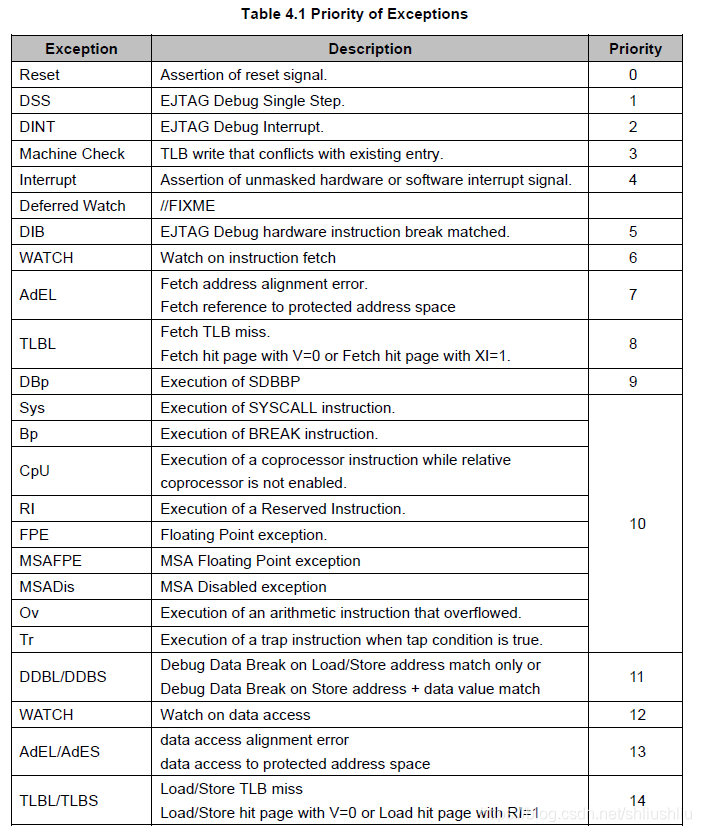 Table 4.1 Priority of Exceptions
Exception Description Priority
Reset Assertion of reset signal. 0
DSS EJTAG Debug Single Step. 1
DINT EJTAG Debug Interrupt. 2
Machine Check TLB write that conflicts with existing entry. 3
Interrupt Assertion of unmasked hardware or software interrupt signal. 4
Deferred Watch //FIXME
DIB EJTAG Debug hardware instruction break matched. 5
WATCH Watch on instruction fetch 6
AdEL Fetch address alignment error.
Fetch reference to protected address space 7
TLBL Fetch TLB miss.
Fetch hit page with V=0 or Fetch hit page with XI=1. 8
DBp Execution of SDBBP 9
Sys Execution of SYSCALL instruction.
Bp Execution of BREAK instruction.
CpU Execution of a coprocessor instruction while relative
coprocessor is not enabled.
RI Execution of a Reserved Instruction.
FPE Floating Point exception. 10
MSAFPE MSA Floating Point exception
MSADis MSA Disabled exception
Ov Execution of an arithmetic instruction that overflowed.
Tr Execution of a trap instruction when tap condition is true.
DDBL/DDBS Debug Data Break on Load/Store address match only or
Debug Data Break on Store address + data value match 11
WATCH Watch on data access 12
AdEL/AdES data access alignment error
data access to protected address space 13
TLBL/TLBS Load/Store TLB miss
Load/Store hit page with V=0 or Load hit page with RI=1 14